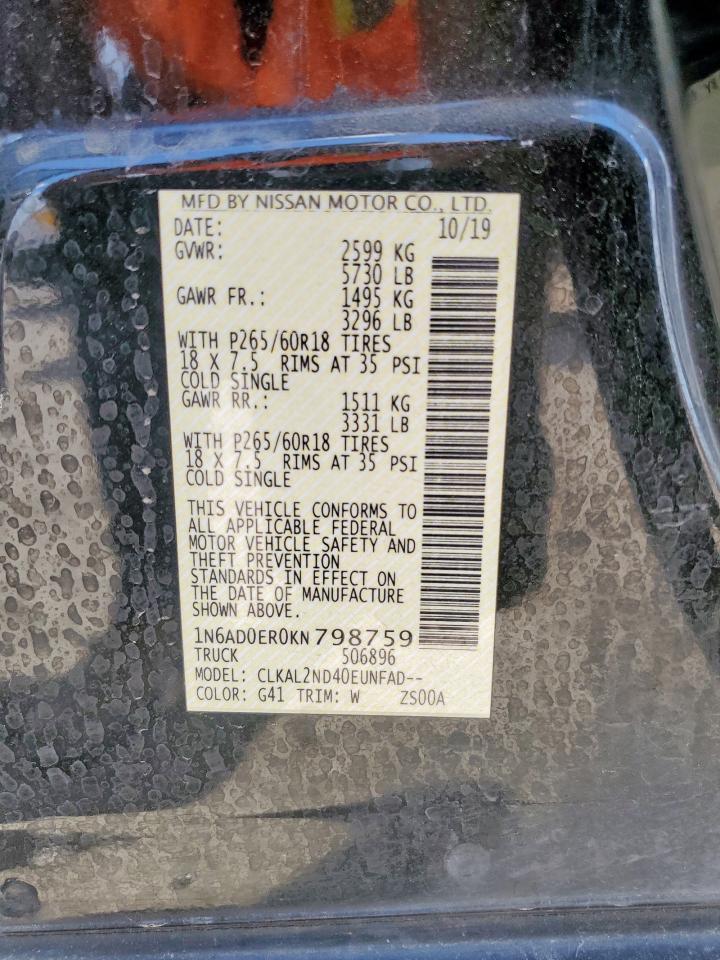 MFD BY NISSAN MOTOR CO., LTD.
DATE: 10/19
GVWR: 2599 KG
5730 LB
GAWR FR.: 1495 KG
3296 LB
WITH P265/60R18 TIRES
18 X 7.5 RIMS AT 35 PSI
COLD SINGLE
GAWR RR.: 1511 KG
3331 LB
WITH P265/60R18 TIRES
18 X 7.5 RIMS AT 35 PSI
COLD SINGLE
THIS VEHICLE CONFORMS TO
ALL APPLICABLE FEDERAL
MOTOR VEHICLE SAFETY AND
THEFT PREVENTION
STANDARDS IN EFFECT ON
THE DATE OF MANUFACTURE
SHOWN ABOVE.
1N6AD0ER0KN798759
TRUCK 506896
MODEL: CLKAL2ND40EUNFAD--
COLOR: G41 TRIM: W ZS00A